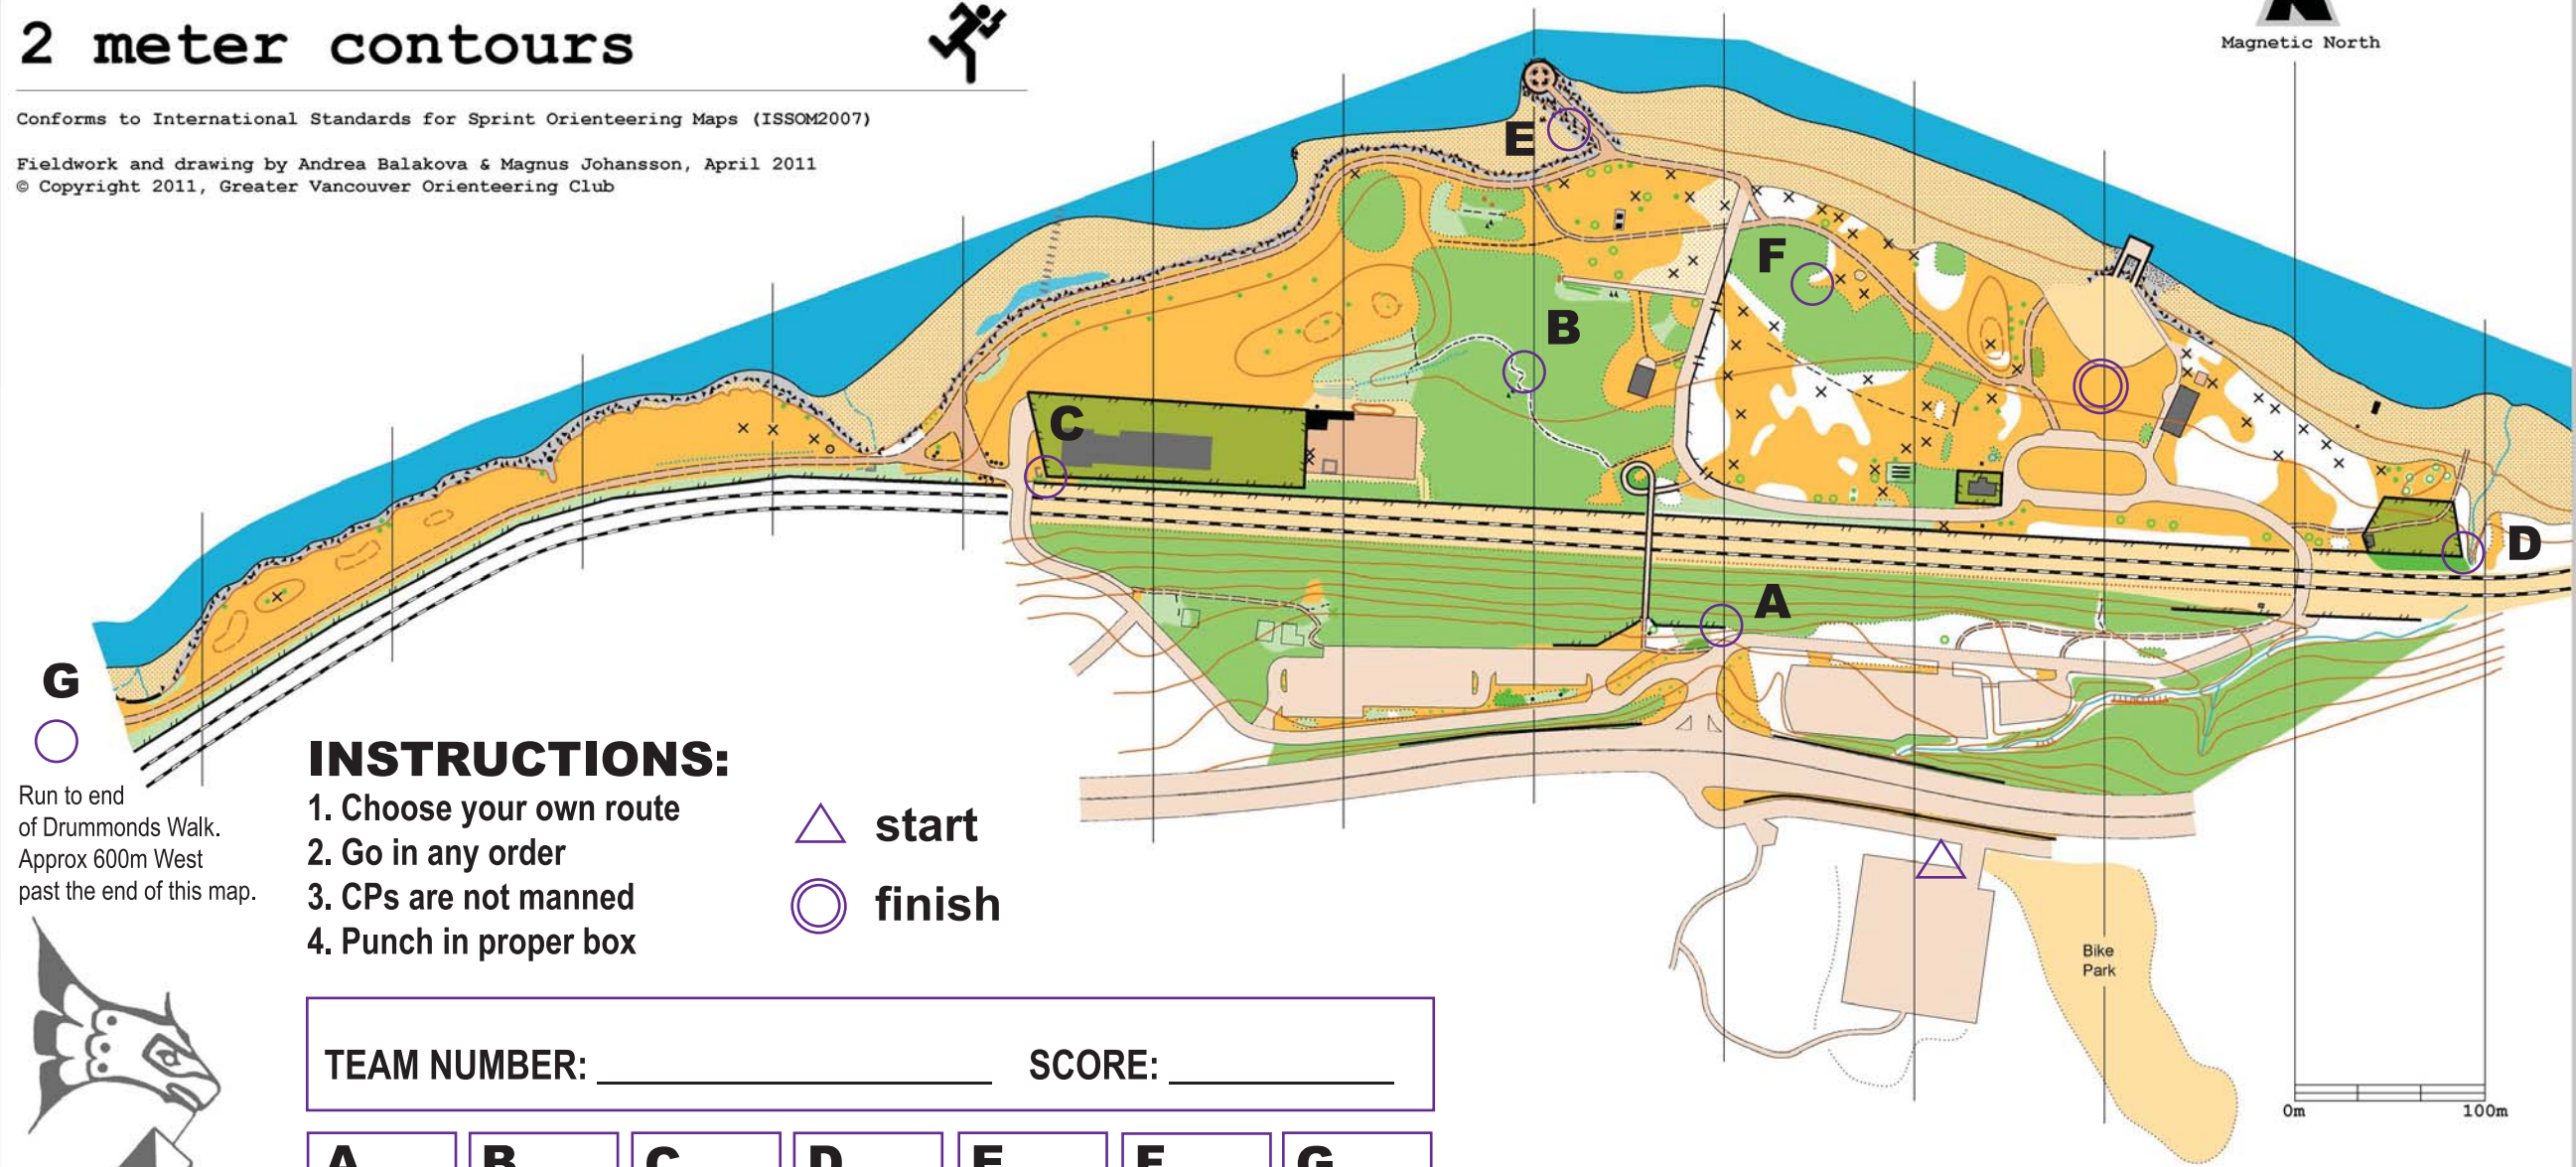 2 meter contours
Conforms to International Standards for Sprint Orienteering Maps (ISSOM2007)
Fieldwork and drawing by Andrea Balakova & Magnus Johansson, April 2011
© Copyright 2011, Greater Vancouver Orienteering Club
Magnetic North
E
F
B
C
D
A
G
Run to end
of Drummonds Walk.
Approx 600m West
past the end of this map.
INSTRUCTIONS:
1. Choose your own route
2. Go in any order
3. CPs are not manned
4. Punch in proper box
start
finish
Bike
Park
0m 100m
TEAM NUMBER: SCORE:
A B C D E F G